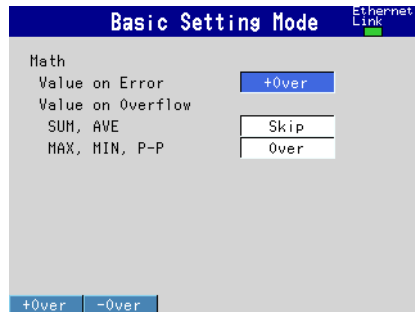 Basic Setting Mode
Ethernet
Link
Math
Value on Error +Over
Value on Overflow
SUM, AVE Skip
MAX, MIN, P-P Over
+Over -Over